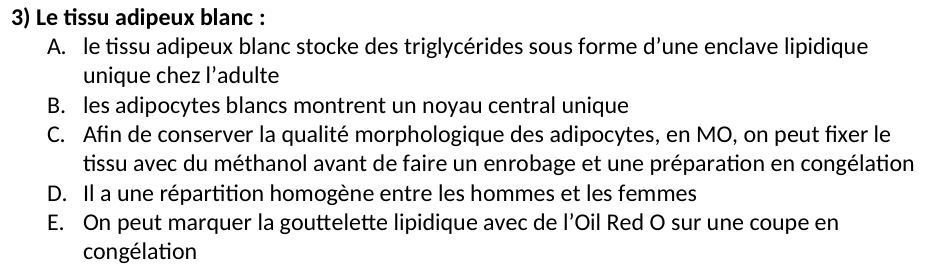 3) Le tissu adipeux blanc :
A. le tissu adipeux blanc stocke des triglycérides sous forme d’une enclave lipidique
unique chez l’adulte
B. les adipocytes blancs montrent un noyau central unique
C. Afin de conserver la qualité morphologique des adipocytes, en MO, on peut fixer le
tissu avec du méthanol avant de faire un enrobage et une préparation en congélation
D. Il a une répartition homogène entre les hommes et les femmes
E. On peut marquer la gouttelette lipidique avec de l’Oil Red O sur une coupe en
congélation